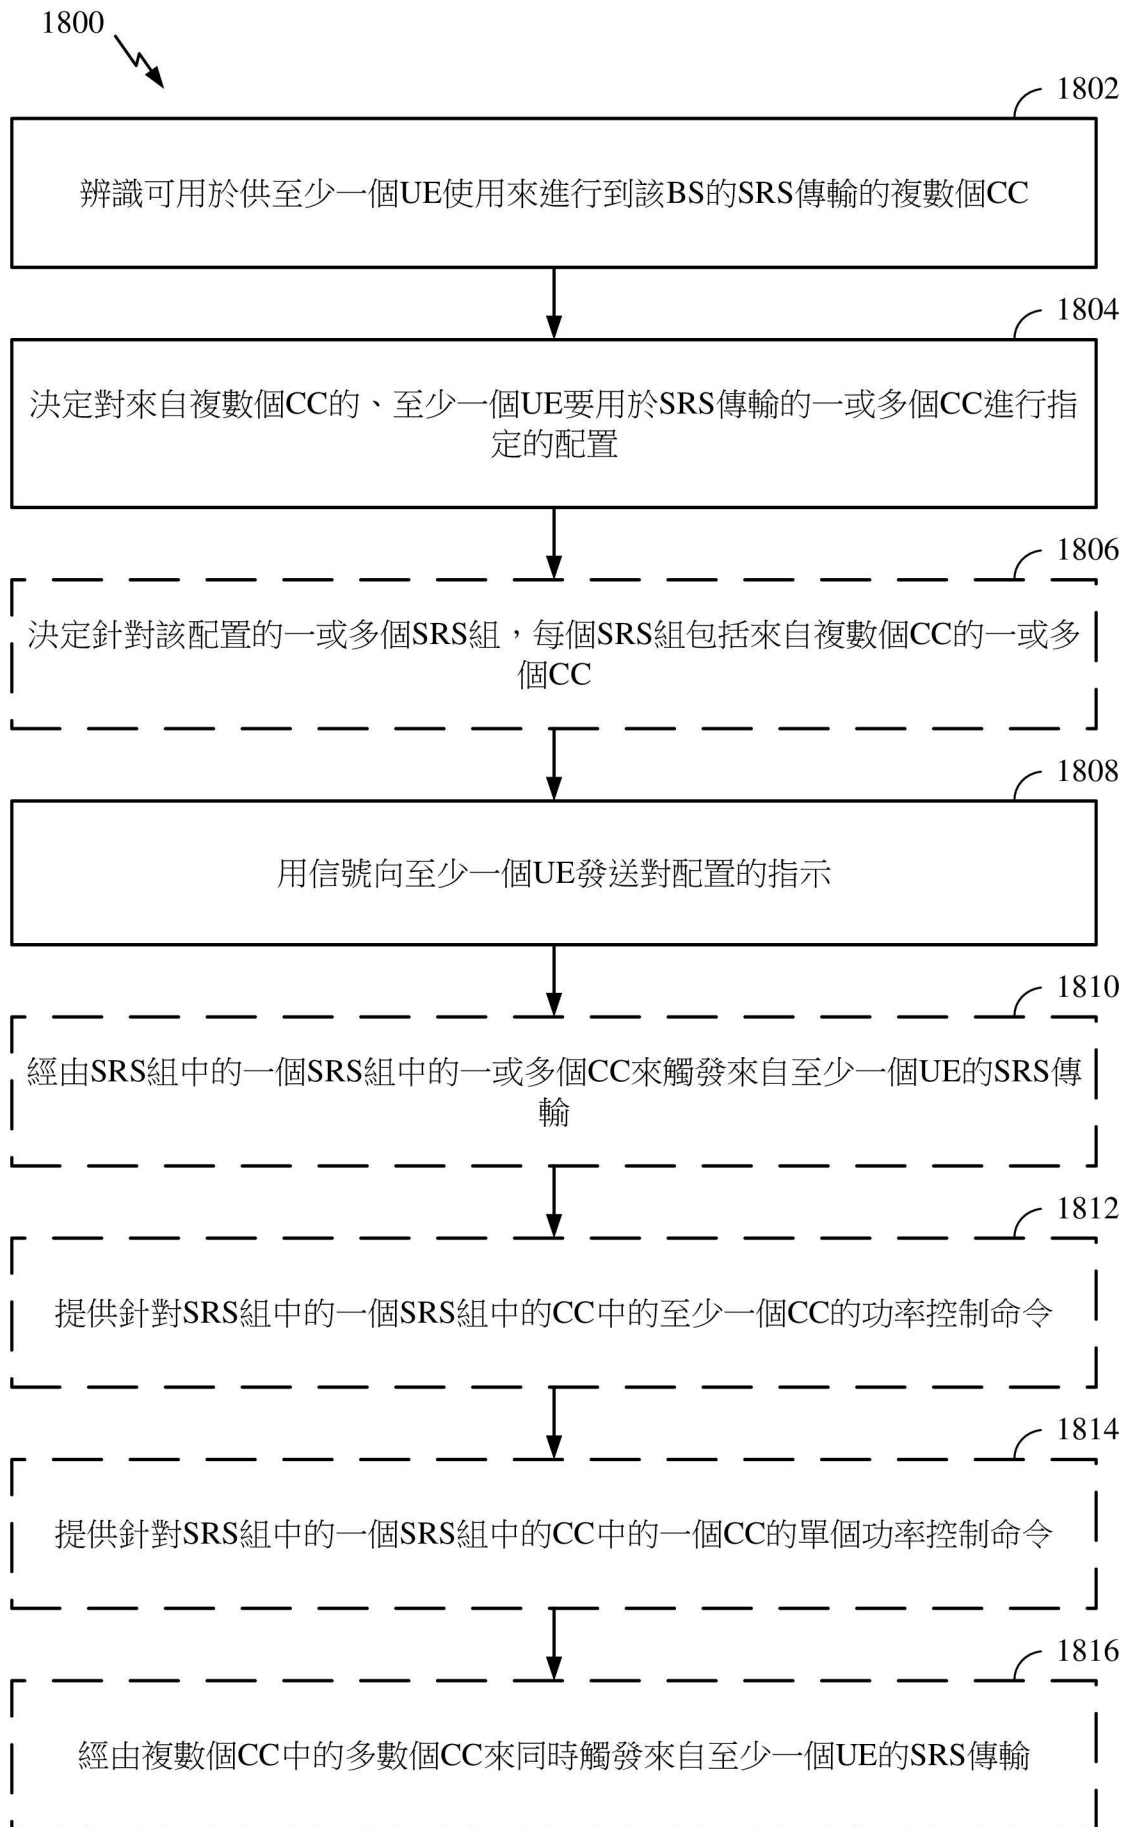 1800
1802
辨識可用於供至少一個UE使用來進行到該BS的SRS傳輸的複數個CC
1804
決定對來自複數個CC的、至少一個UE要用於SRS傳輸的一或多個CC進行指
定的配置
1806
決定針對該配置的一或多個SRS組，每個SRS組包括來自複數個CC的一或多
個CC
1808
用信號向至少一個UE發送對配置的指示
1810
經由SRS組中的一個SRS組中的一或多個CC來觸發來自至少一個UE的SRS傳
輸
1812
提供針對SRS組中的一個SRS組中的CC中的至少一個CC的功率控制命令
1814
提供針對SRS組中的一個SRS組中的CC中的一個CC的單個功率控制命令
1816
經由複數個CC中的多數個CC來同時觸發來自至少一個UE的SRS傳輸